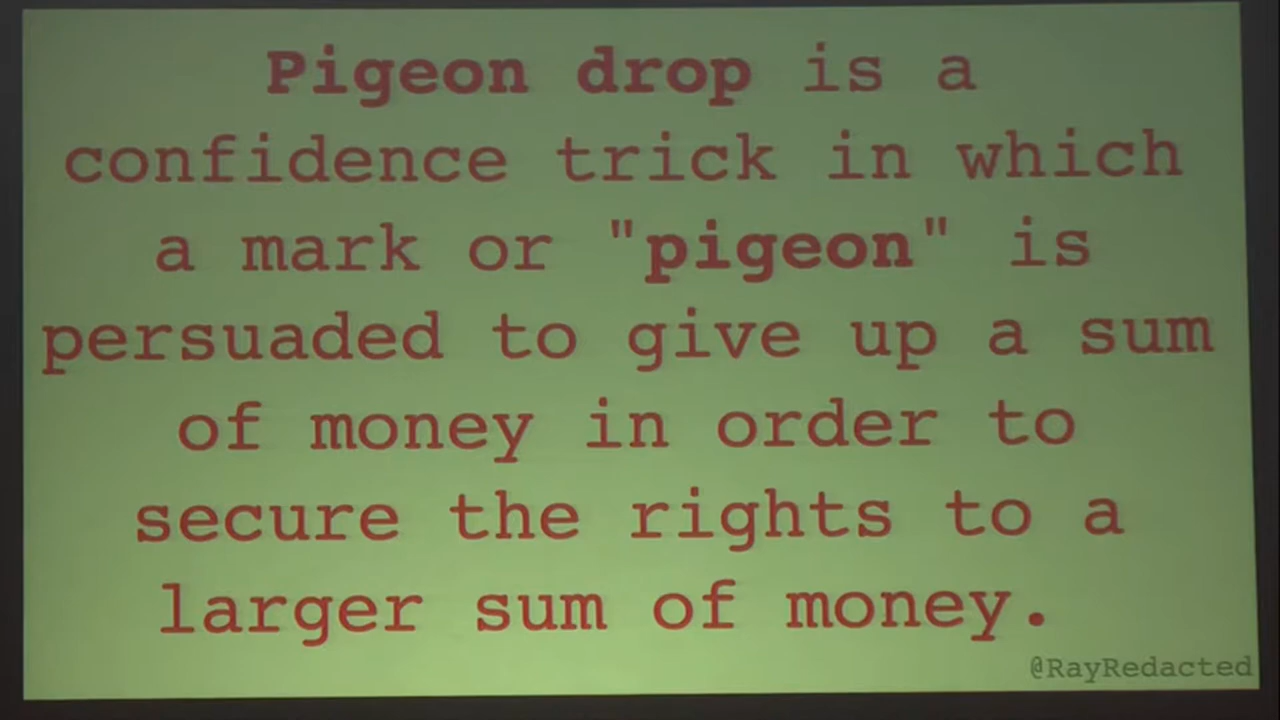 Pigeon drop is a
confidence trick in which
a mark or "pigeon" is
persuaded to give up a sum
of money in order to
secure the rights to a
larger sum of money.
@RayRedacted